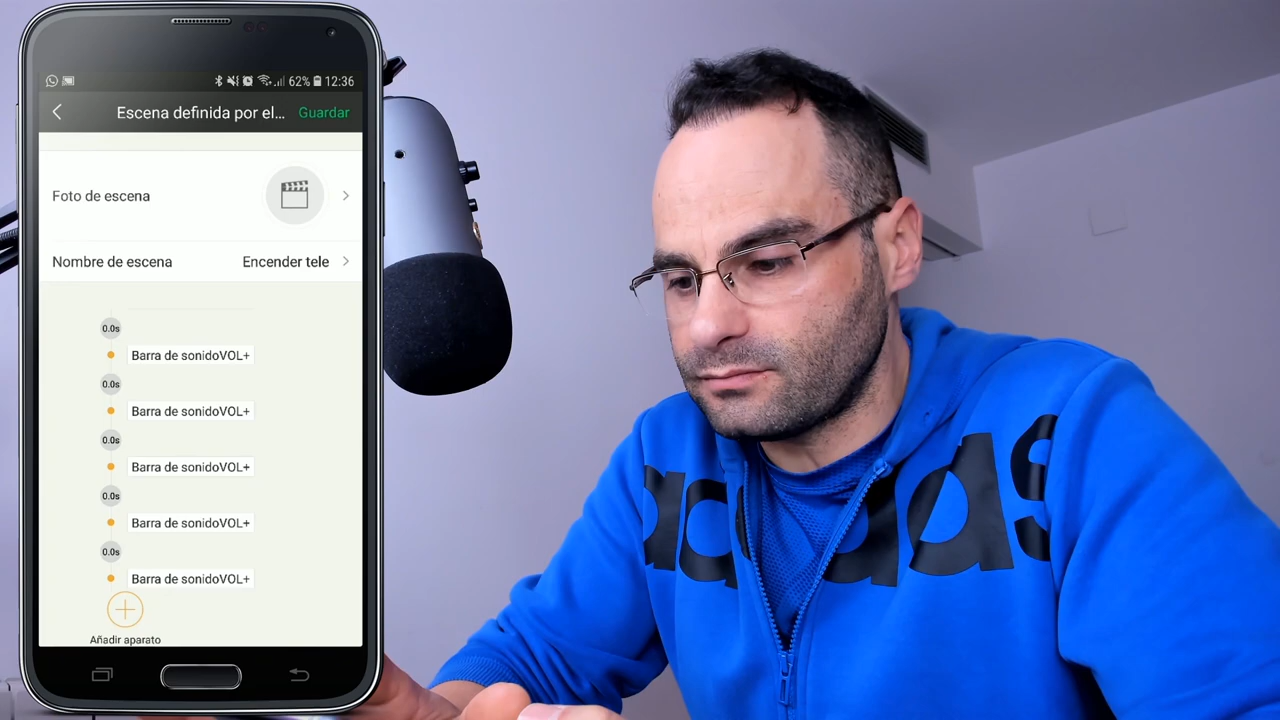 62% 12:36
Escena definida por el... Guardar
Foto de escena
Nombre de escena Encender tele
0.0s
Barra de sonidoVOL+
0.0s
Barra de sonidoVOL+
0.0s
Barra de sonidoVOL+
0.0s
Barra de sonidoVOL+
0.0s
Barra de sonidoVOL+
Añadir aparato
adidas